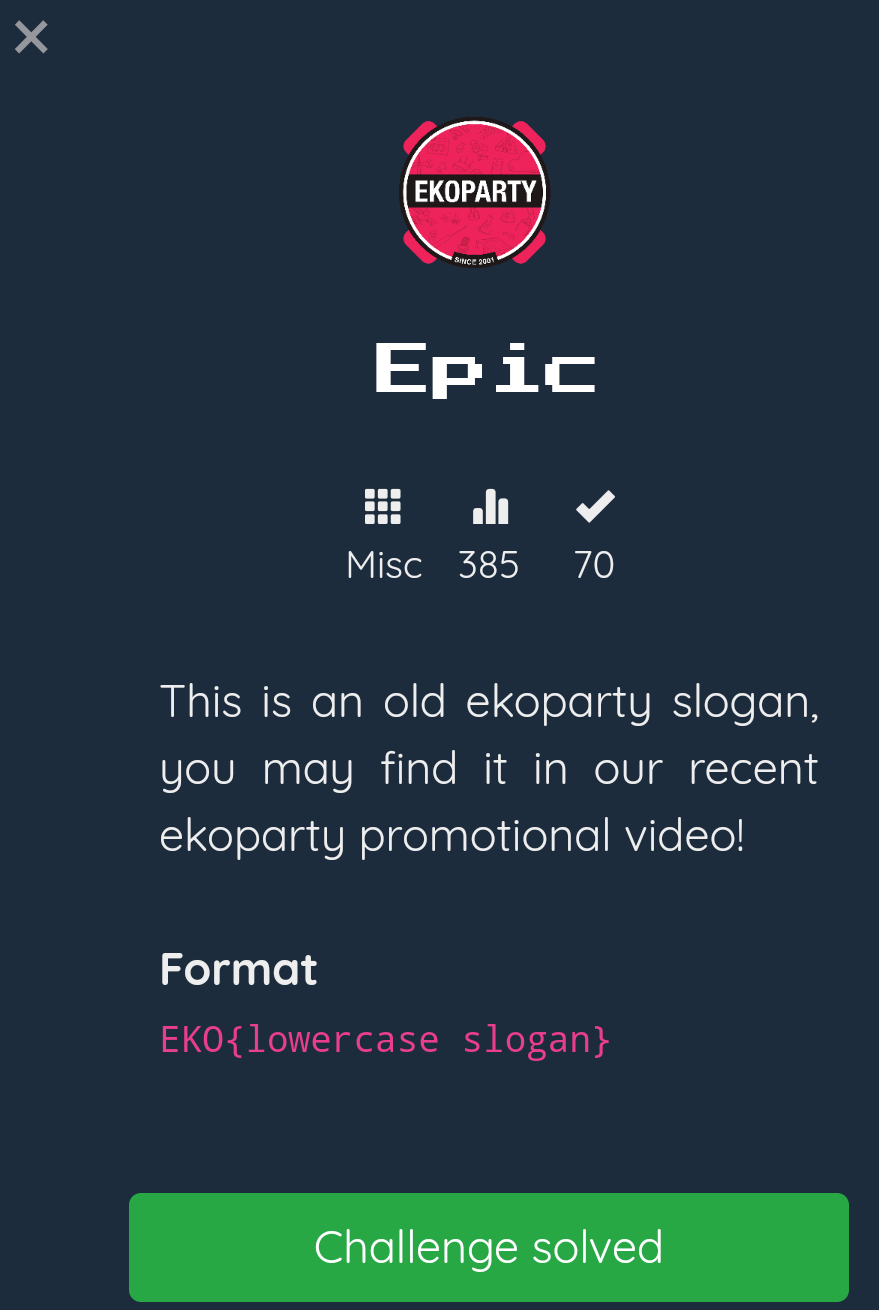 EKOPARTY
SINCE 2001
Epic
Misc 385 70
This is an old ekoparty slogan,
you may find it in our recent
ekoparty promotional video!
Format
EKO{lowercase slogan}
Challenge solved